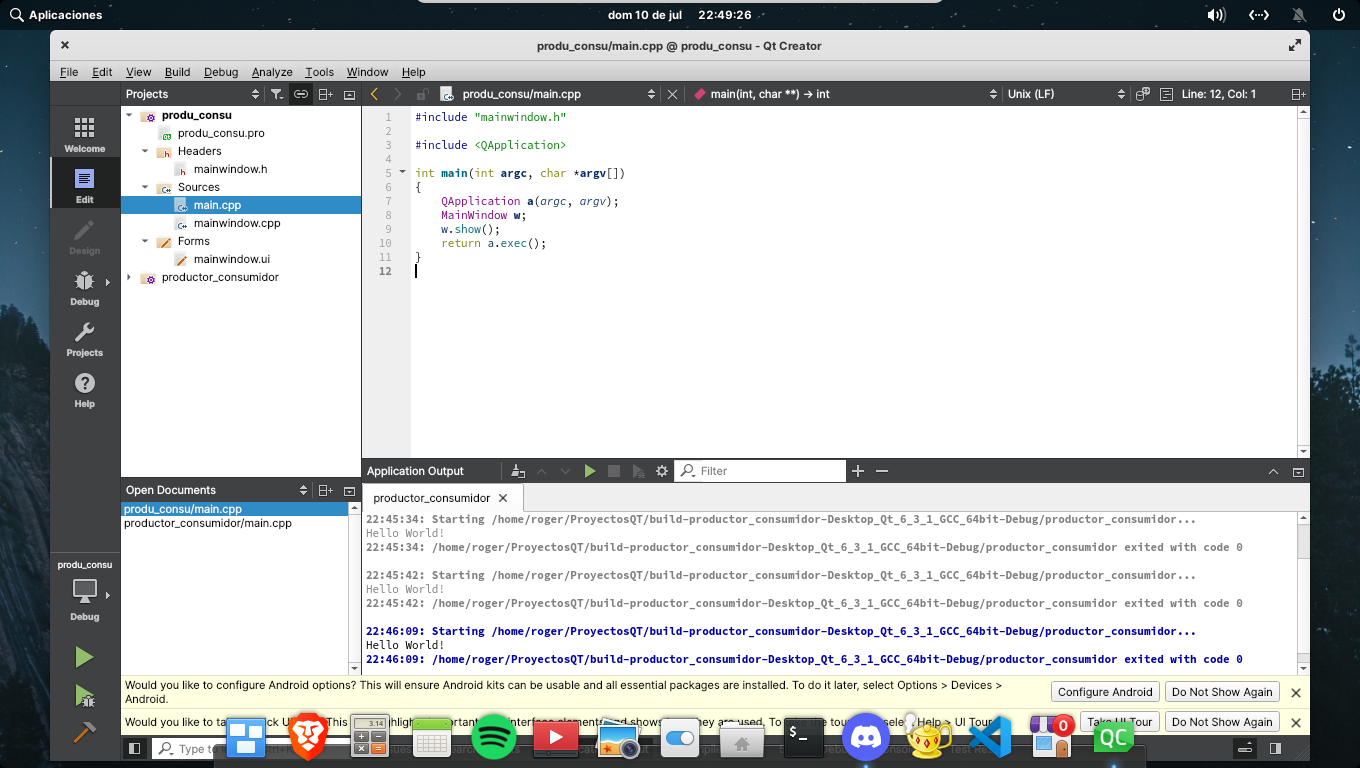 Aplicaciones
dom 10 de jul 22:49:26
produ_consu/main.cpp @ produ_consu - Qt Creator
File Edit View Build Debug Analyze Tools Window Help
Projects
produ_consu/main.cpp
main(int, char **) → int
Unix (LF)
Line: 12, Col: 1
Welcome
Edit
Design
Debug
Projects
Help
produ_consu
produ_consu.pro
Headers
mainwindow.h
Sources
main.cpp
mainwindow.cpp
Forms
mainwindow.ui
productor_consumidor
1 #include "mainwindow.h"
2
3 #include <QApplication>
4
5 int main(int argc, char *argv[])
6 {
7 QApplication a(argc, argv);
8 MainWindow w;
9 w.show();
10 return a.exec();
11 }
12
Open Documents
produ_consu/main.cpp
productor_consumidor/main.cpp
Application Output
Filter
productor_consumidor
22:45:34: Starting /home/roger/ProyectosQT/build-productor_consumidor-Desktop_Qt_6_3_1_GCC_64bit-Debug/productor_consumidor...
Hello World!
22:45:34: /home/roger/ProyectosQT/build-productor_consumidor-Desktop_Qt_6_3_1_GCC_64bit-Debug/productor_consumidor exited with code 0
22:45:42: Starting /home/roger/ProyectosQT/build-productor_consumidor-Desktop_Qt_6_3_1_GCC_64bit-Debug/productor_consumidor...
Hello World!
22:45:42: /home/roger/ProyectosQT/build-productor_consumidor-Desktop_Qt_6_3_1_GCC_64bit-Debug/productor_consumidor exited with code 0
22:46:09: Starting /home/roger/ProyectosQT/build-productor_consumidor-Desktop_Qt_6_3_1_GCC_64bit-Debug/productor_consumidor...
Hello World!
22:46:09: /home/roger/ProyectosQT/build-productor_consumidor-Desktop_Qt_6_3_1_GCC_64bit-Debug/productor_consumidor exited with code 0
produ_consu
Debug
Would you like to configure Android options? This will ensure Android kits can be usable and all essential packages are installed. To do it later, select Options > Devices >
Android.
Configure Android
Do Not Show Again
Would you like to
This
Help > UI Tour
Take UI Tour
Do Not Show Again
Type to
3.14
$_
0
QC